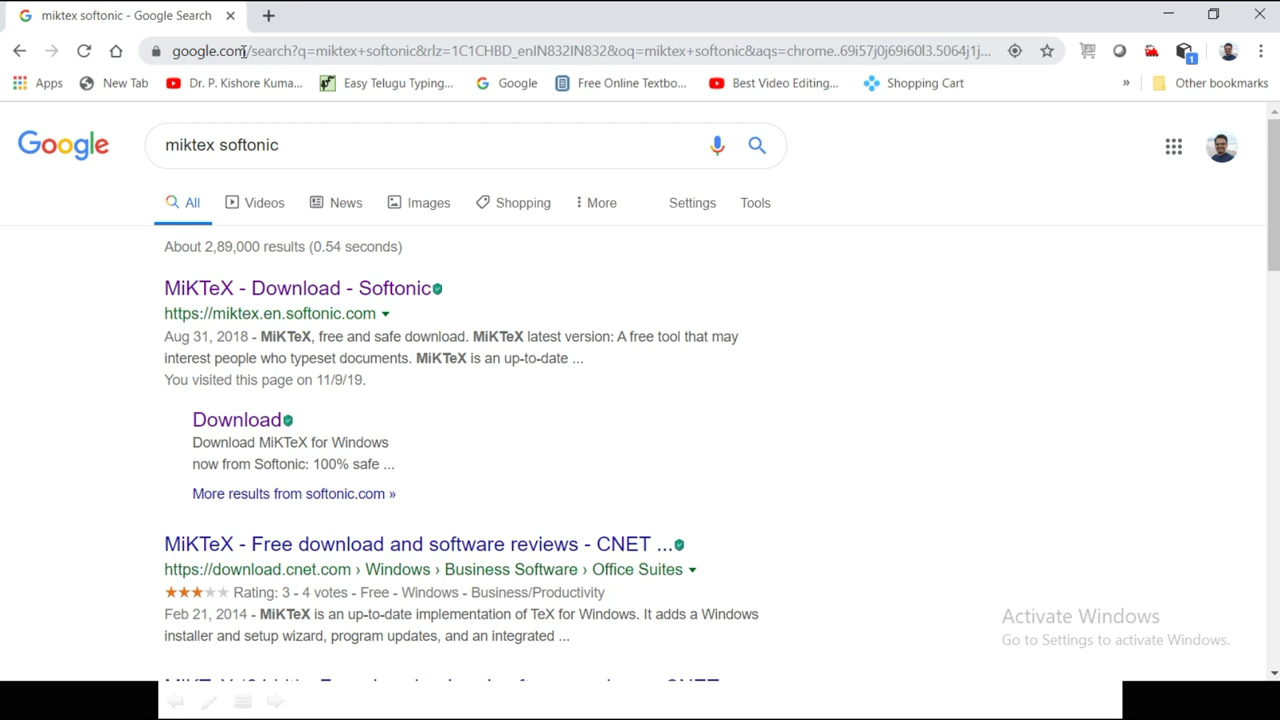 miktex softonic - Google Search
google.com/search?q=miktex+softonic&rlz=1C1CHBD_enIN832IN832&oq=miktex+softonic&aqs=chrome..69i57j0j69i60l3.5064j1j...
1
Apps New Tab Dr. P. Kishore Kuma... Easy Telugu Typing... Google Free Online Textbo... Best Video Editing... Shopping Cart » Other bookmarks
Google miktex softonic
All Videos News Images Shopping More Settings Tools
About 2,89,000 results (0.54 seconds)
MiKTeX - Download - Softonic
https://miktex.en.softonic.com
Aug 31, 2018 - MiKTeX, free and safe download. MiKTeX latest version: A free tool that may
interest people who typeset documents. MiKTeX is an up-to-date ...
You visited this page on 11/9/19.
Download
Download MiKTeX for Windows
now from Softonic: 100% safe ...
More results from softonic.com »
MiKTeX - Free download and software reviews - CNET ...
https://download.cnet.com › Windows › Business Software › Office Suites
Rating: 3 - 4 votes - Free - Windows - Business/Productivity
Feb 21, 2014 - MiKTeX is an up-to-date implementation of TeX for Windows. It adds a Windows
installer and setup wizard, program updates, and an integrated ...
Activate Windows
Go to Settings to activate Windows.